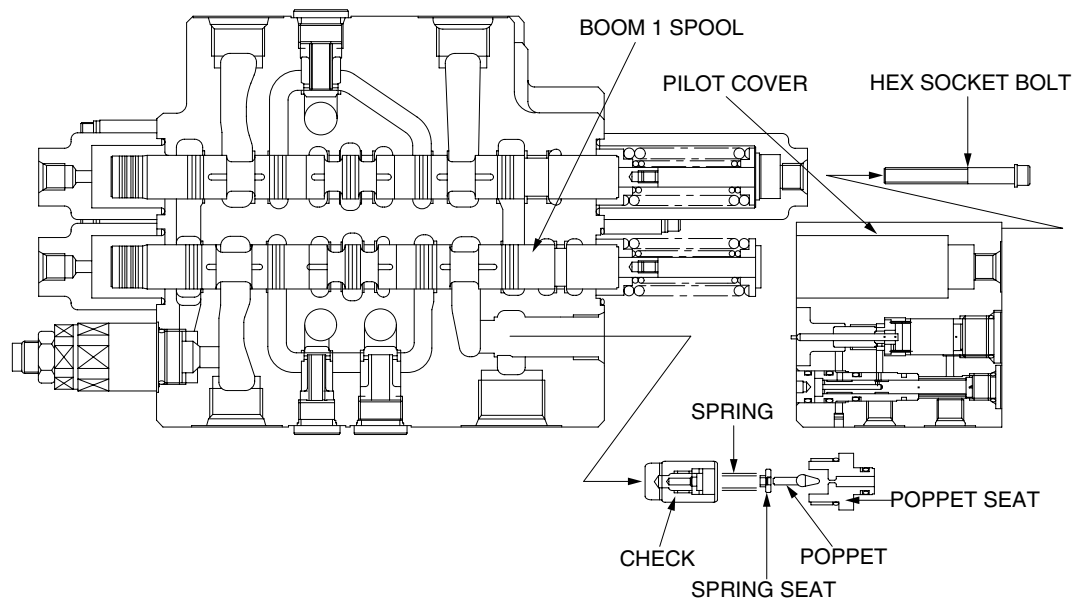 BOOM 1 SPOOL
PILOT COVER
HEX SOCKET BOLT
SPRING
POPPET SEAT
CHECK
POPPET
SPRING SEAT